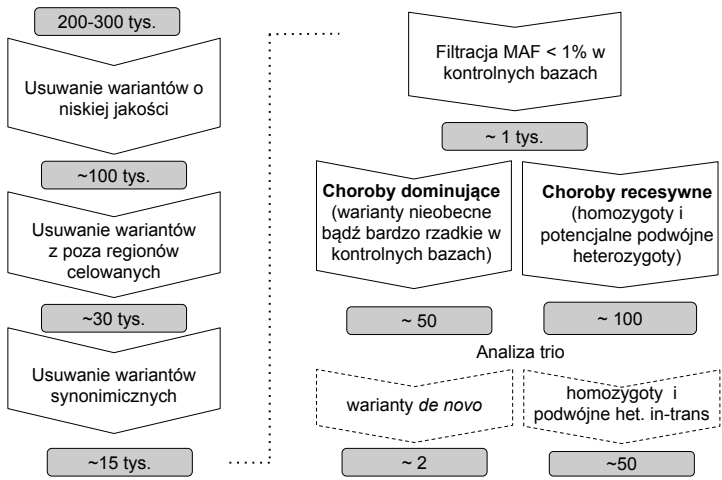 200-300 tys.
Usuwanie wariantów o
niskiej jakości
~100 tys.
Usuwanie wariantów
z poza regionów
celowanych
~30 tys.
Usuwanie wariantów
synonimicznych
~15 tys.
Filtracja MAF < 1% w
kontrolnych bazach
~ 1 tys.
Choroby dominujące
(warianty nieobecne
bądź bardzo rzadkie w
kontrolnych bazach)
Choroby recesywne
(homozygoty i
potencjalne podwójne
heterozygoty)
~ 50
~ 100
Analiza trio
warianty de novo
homozygoty i
podwójne het. in-trans
~ 2
~50